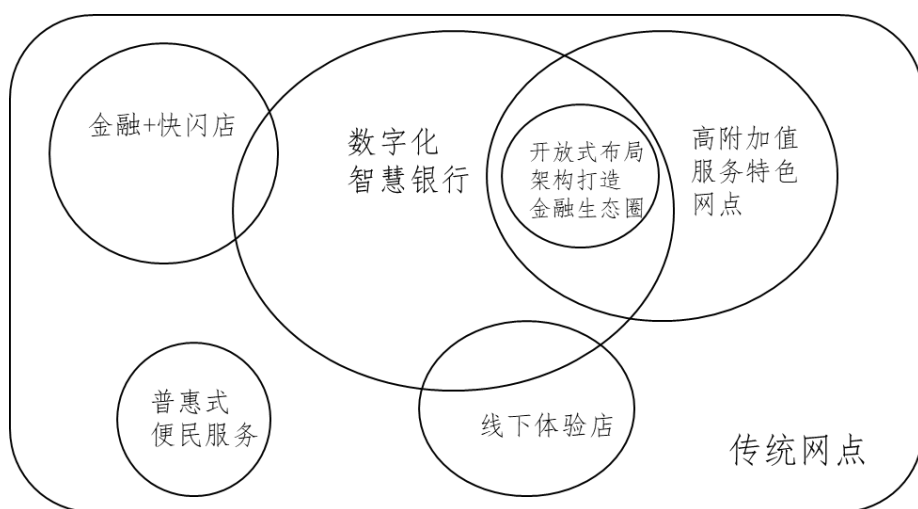 金融+快闪店
数字化
智慧银行
开放式布局
架构打造
金融生态圈
高附加值
服务特色
网点
普惠式
便民服务
线下体验店
传统网点